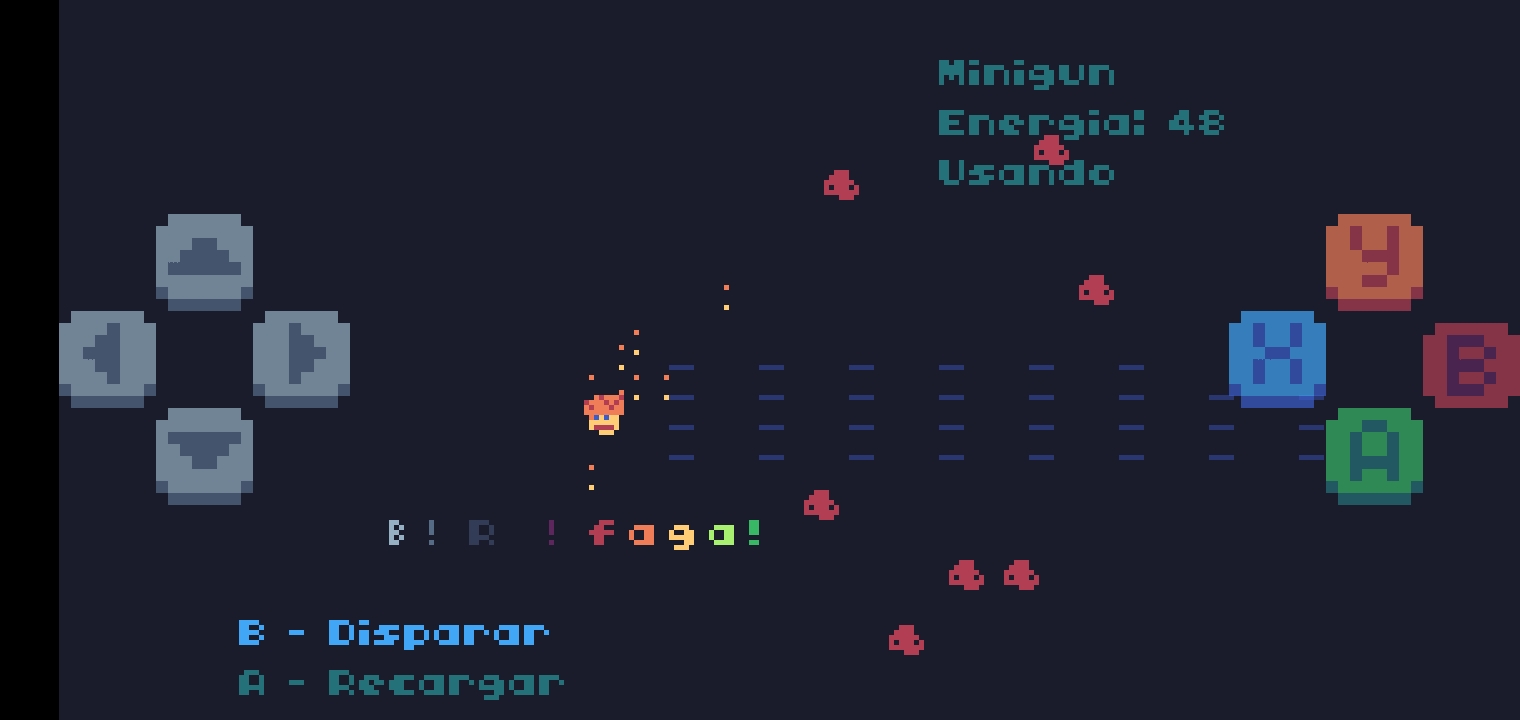 Minigun
Energia: 48
Usando
Y
X
B
A
B! R ! faga!
B - Disparar
A - Recargar